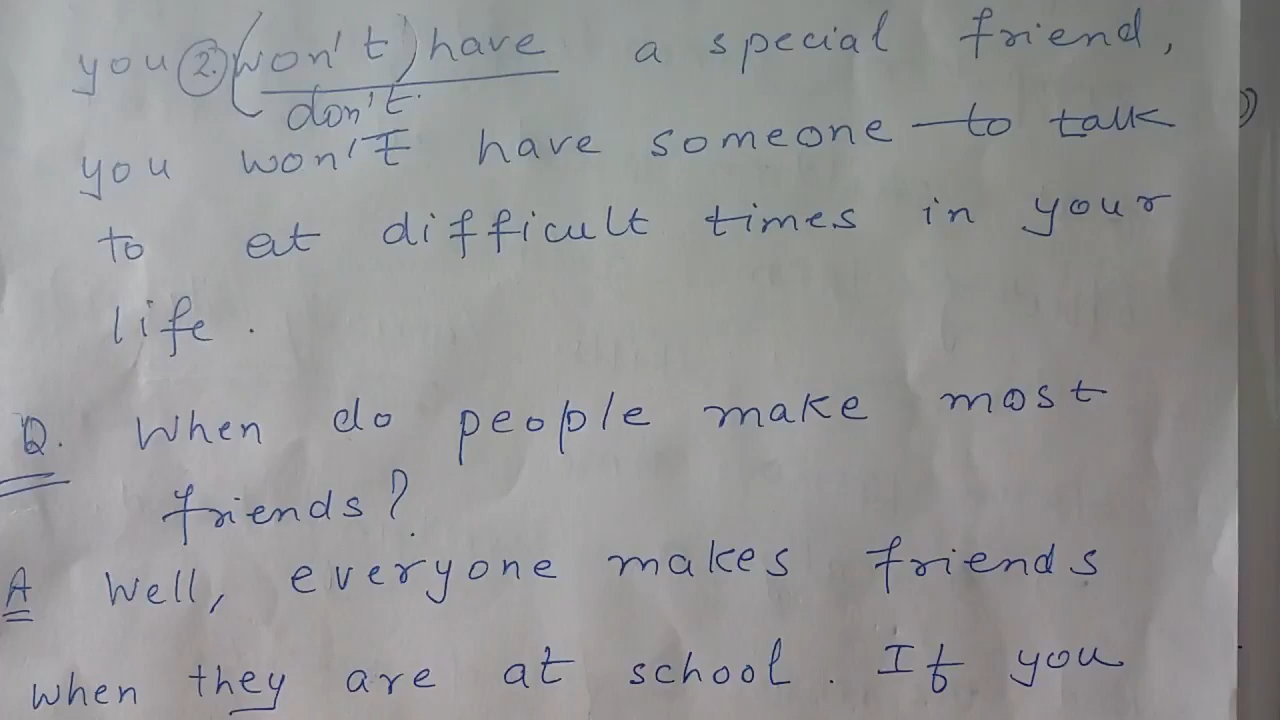 you ②(won't) have a special friend,
don't
you won't have someone to talk
to at difficult times in your
life.
Q. When do people make most
friends?
A Well, everyone makes friends
when they are at school. If you